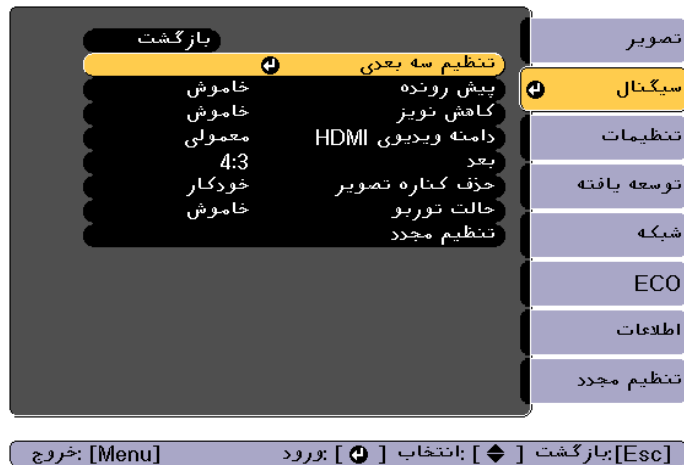 بازگشت
تنظیم سه بعدی
پیش رونده خاموش
کاهش نویز خاموش
دامنه ویدیوی HDMI معمولی
بعد 4:3
حذف کناره تصویر خودکار
حالت توربو خاموش
تنظیم مجدد
تصویر
سیگنال
تنظیمات
توسعه یافته
شبکه
ECO
اطلاعات
تنظیم مجدد
[Esc]:بازگشت [ ] :انتخاب [ ] :ورود [Menu] :خروج